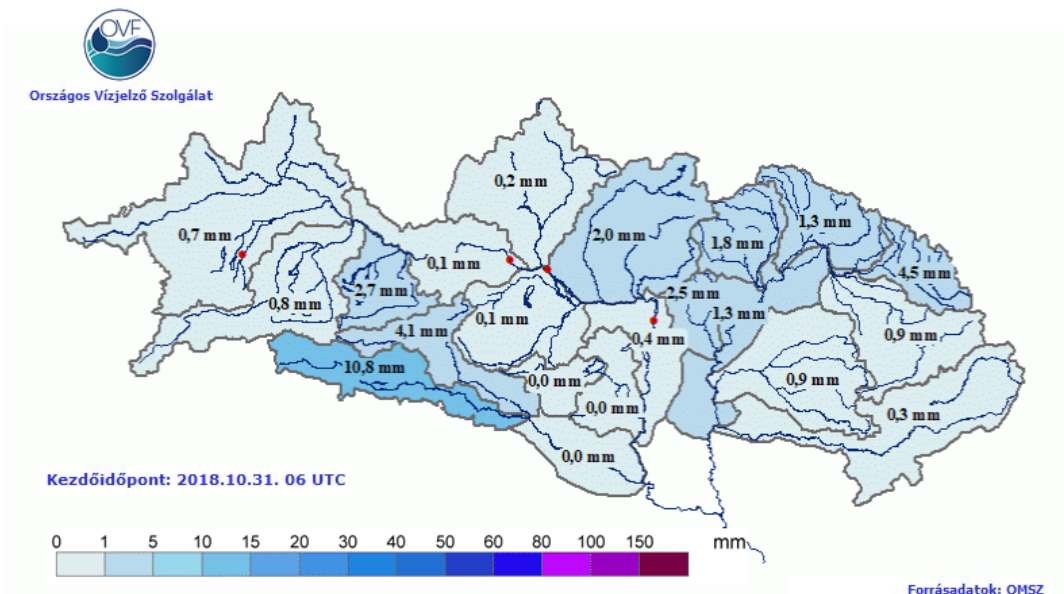 OVF
Országos Vízjelző Szolgálat
0,2 mm
0,7 mm
2,0 mm
1,3 mm
1,8 mm
0,1 mm
4,5 mm
2,7 mm
0,8 mm
2,5 mm
0,1 mm
1,3 mm
4,1 mm
0,4 mm
0,9 mm
10,8 mm
0,0 mm
0,9 mm
0,0 mm
0,3 mm
0,0 mm
Kezdőidőpont: 2018.10.31. 06 UTC
0 1 5 10 15 20 30 40 50 60 80 100 150 mm
Forrásadatok: OMSZ